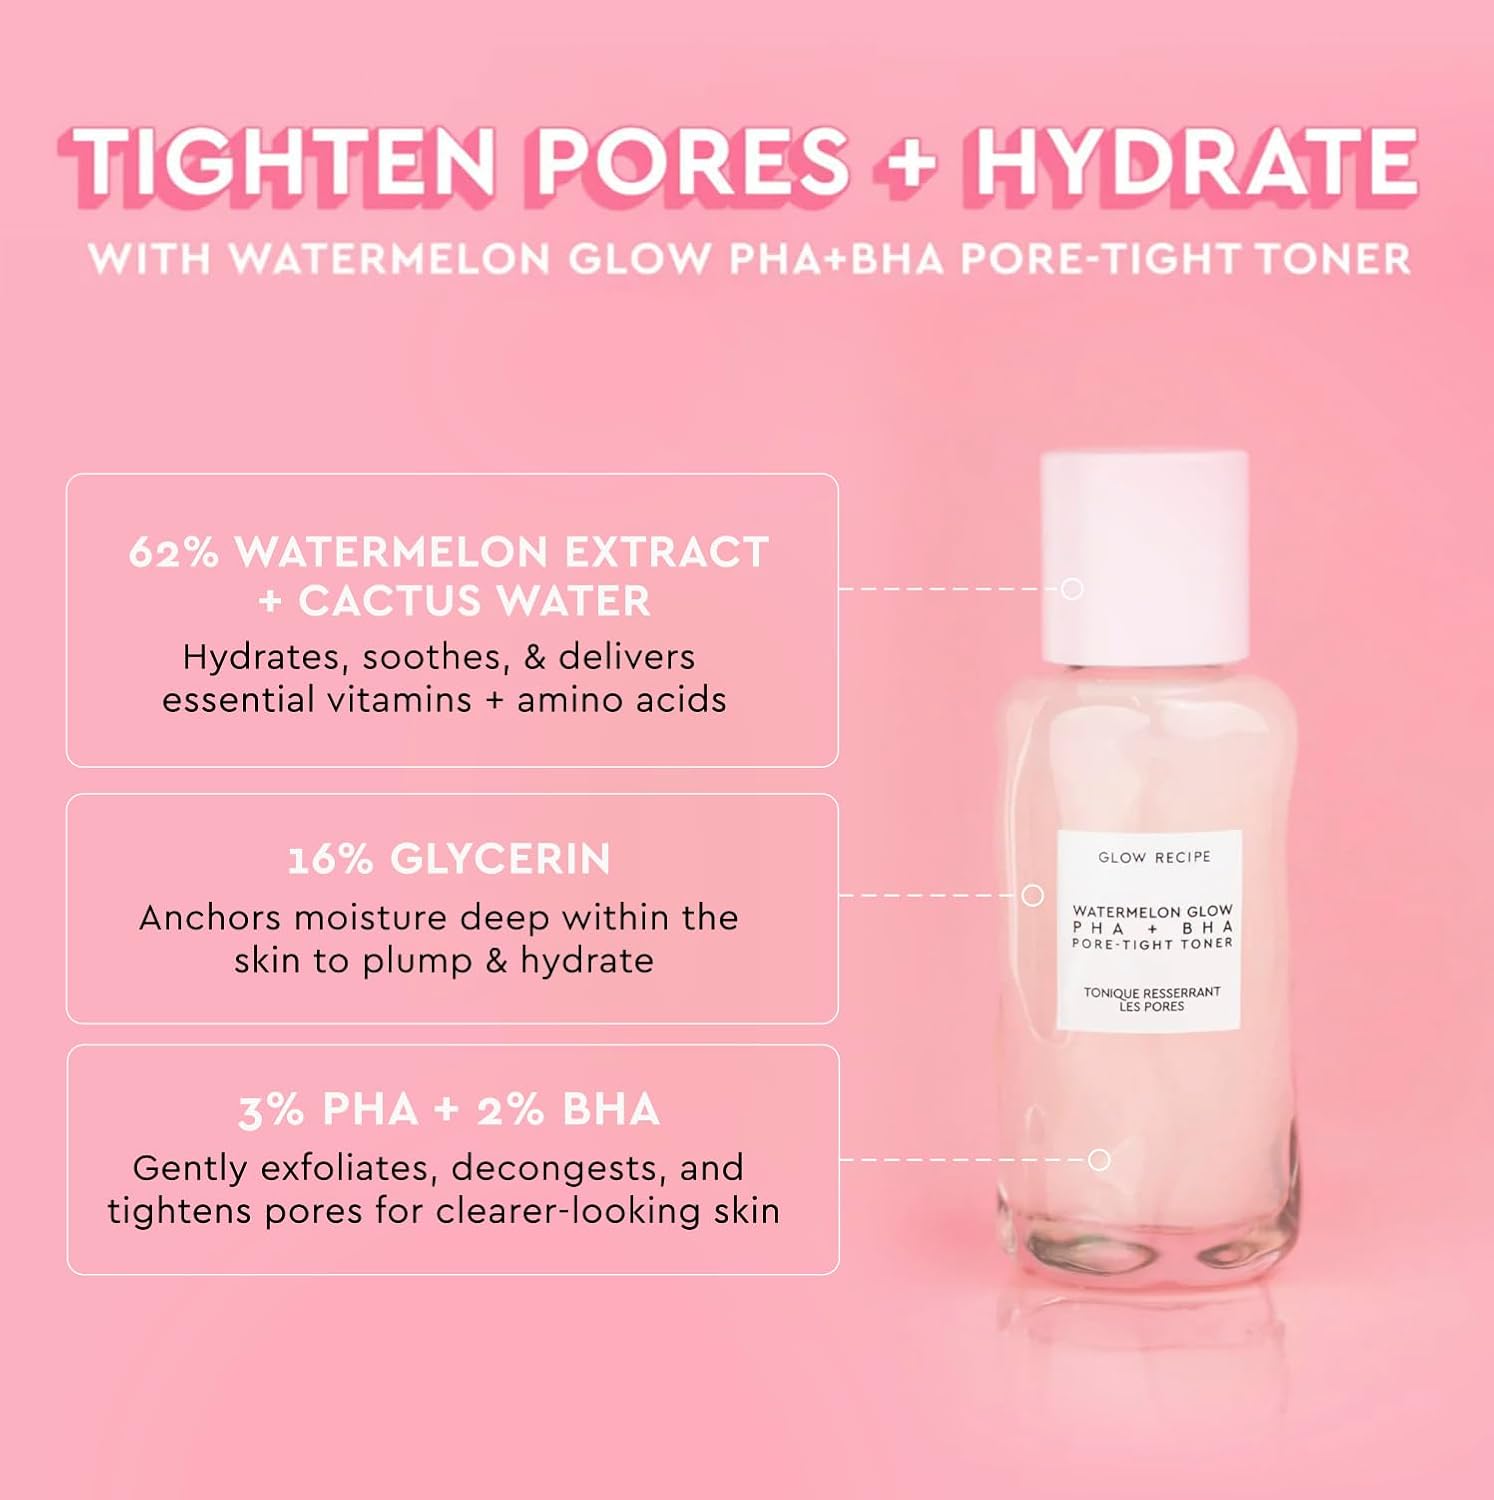 TIGHTEN PORES + HYDRATE
WITH WATERMELON GLOW PHA+BHA PORE-TIGHT TONER
62% WATERMELON EXTRACT
+ CACTUS WATER
Hydrates, soothes, & delivers
essential vitamins + amino acids
16% GLYCERIN
Anchors moisture deep within the
skin to plump & hydrate
3% PHA + 2% BHA
Gently exfoliates, decongests, and
tightens pores for clearer-looking skin
GLOW RECIPE
WATERMELON GLOW
PHA + BHA
PORE-TIGHT TONER
TONIQUE RESSERRANT
LES PORES